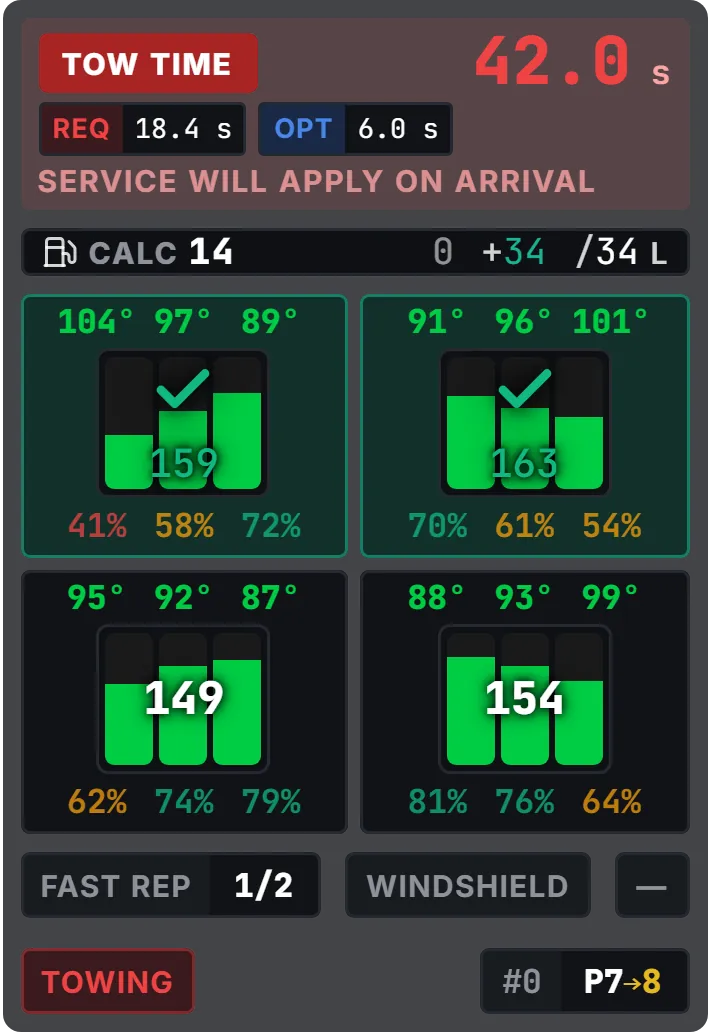 TOW TIME 42.0 s
REQ 18.4 s OPT 6.0 s
SERVICE WILL APPLY ON ARRIVAL
CALC 14 0 +34 /34 L
104° 97° 89°
159
41% 58% 72%
91° 96° 101°
163
70% 61% 54%
95° 92° 87°
149
62% 74% 79%
88° 93° 99°
154
81% 76% 64%
FAST REP 1/2 WINDSHIELD —
TOWING #0 P7→8